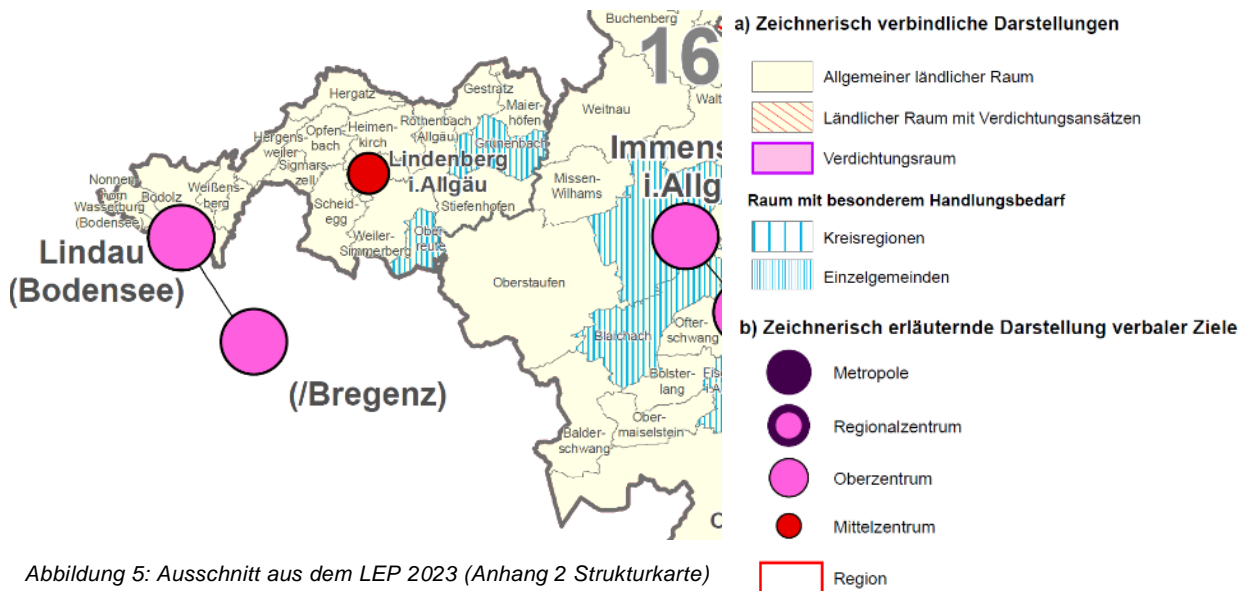 Buchenberg
16
Walt
Gestratz
Hergatz
Weitnau
Maier-
höfen
Röthenbach
(Allgäu)
Heimen-
kirch
Opfen-
bach
Hergens-
weiler
Grünenbach
Immens
i.Allg
Sigmars-
zell
Lindenberg
i.Allgäu
Missen-
Wilhams
Nonnen-
horn
Bodolz
Weißens-
berg
Wasserburg
(Bodensee)
Scheid-
egg
Stiefenhofen
Weiler-
Simmerberg
Ober-
reute
Lindau
(Bodensee)
Oberstaufen
Blaichach
Ofter-
schwang
(/Bregenz)
Bolster-
lang
Ober-
maiselstein
Balder-
schwang
a) Zeichnerisch verbindliche Darstellungen
Allgemeiner ländlicher Raum
Ländlicher Raum mit Verdichtungsansätzen
Verdichtungsraum
Raum mit besonderem Handlungsbedarf
Kreisregionen
Einzelgemeinden
b) Zeichnerisch erläuternde Darstellung verbaler Ziele
Metropole
Regionalzentrum
Oberzentrum
Mittelzentrum
Region
Abbildung 5: Ausschnitt aus dem LEP 2023 (Anhang 2 Strukturkarte)